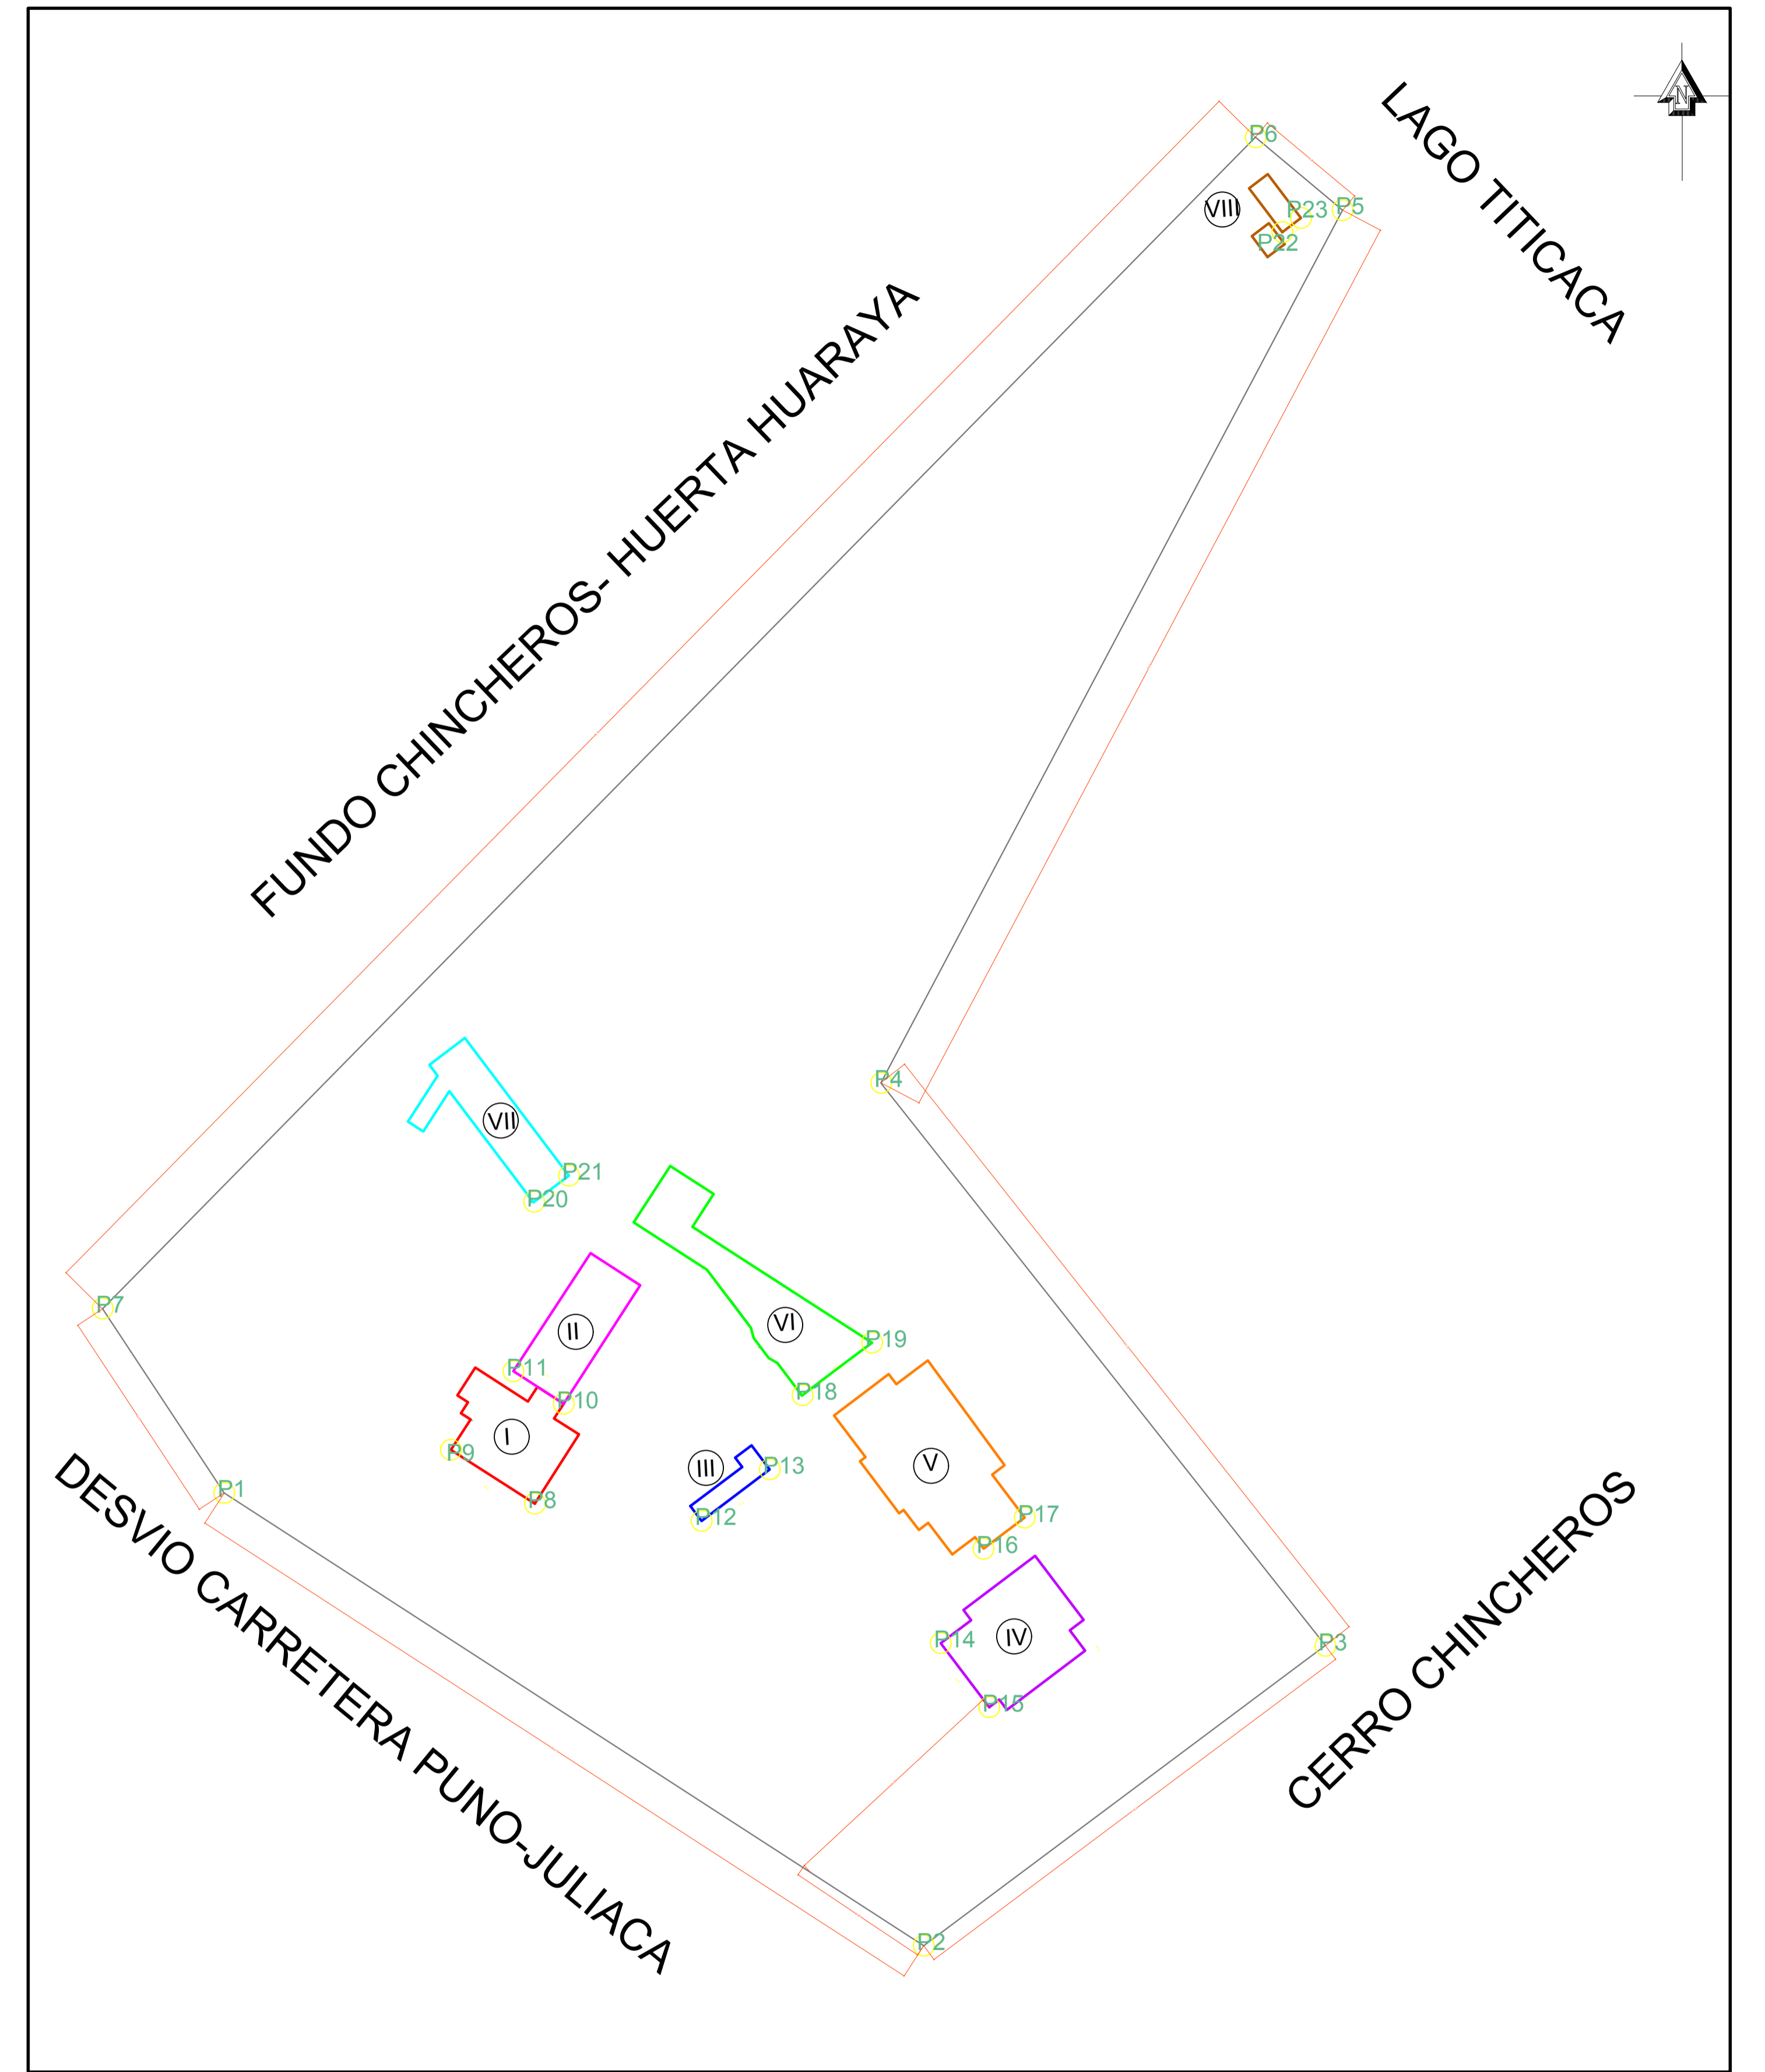 N
LAGO TITICACA
P6
P5
P23
VIII
P22
FUNDO CHINCHEROS- HUERTA HUARAYA
P4
VII
P21
P20
P7
II
VI
P19
P11
P10
P18
I
P9
III
P13
V
P1
P8
P12
P17
P16
DESVIO CARRETERA PUNO-JULIACA
P14
IV
P3
P15
CERRO CHINCHEROS
P2